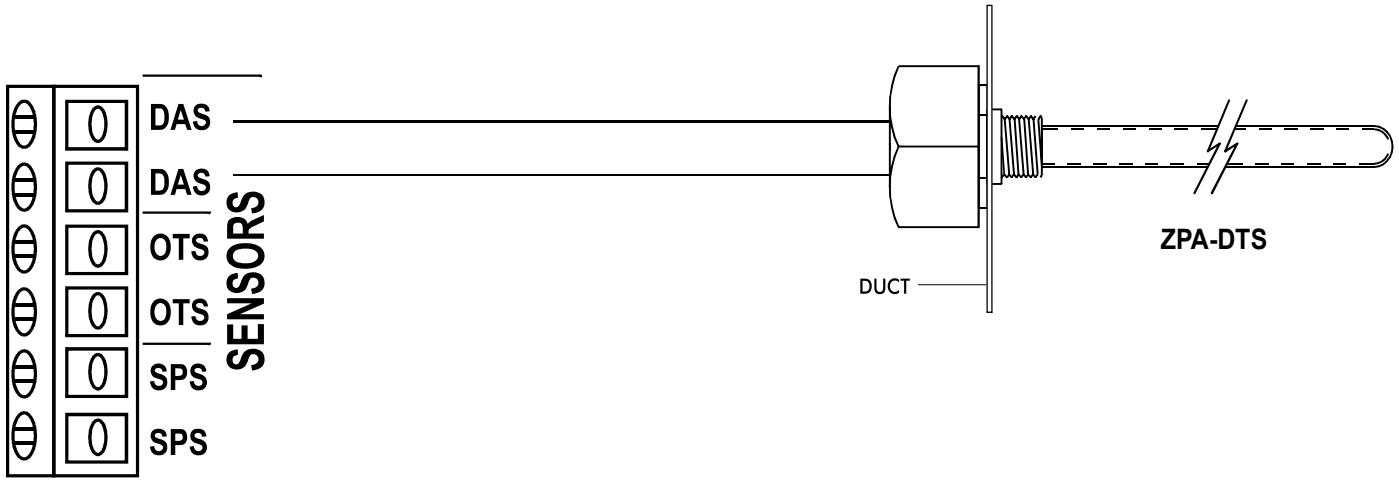 DAS
DAS
OTS
OTS
SPS
SPS
SENSORS
DUCT
ZPA-DTS